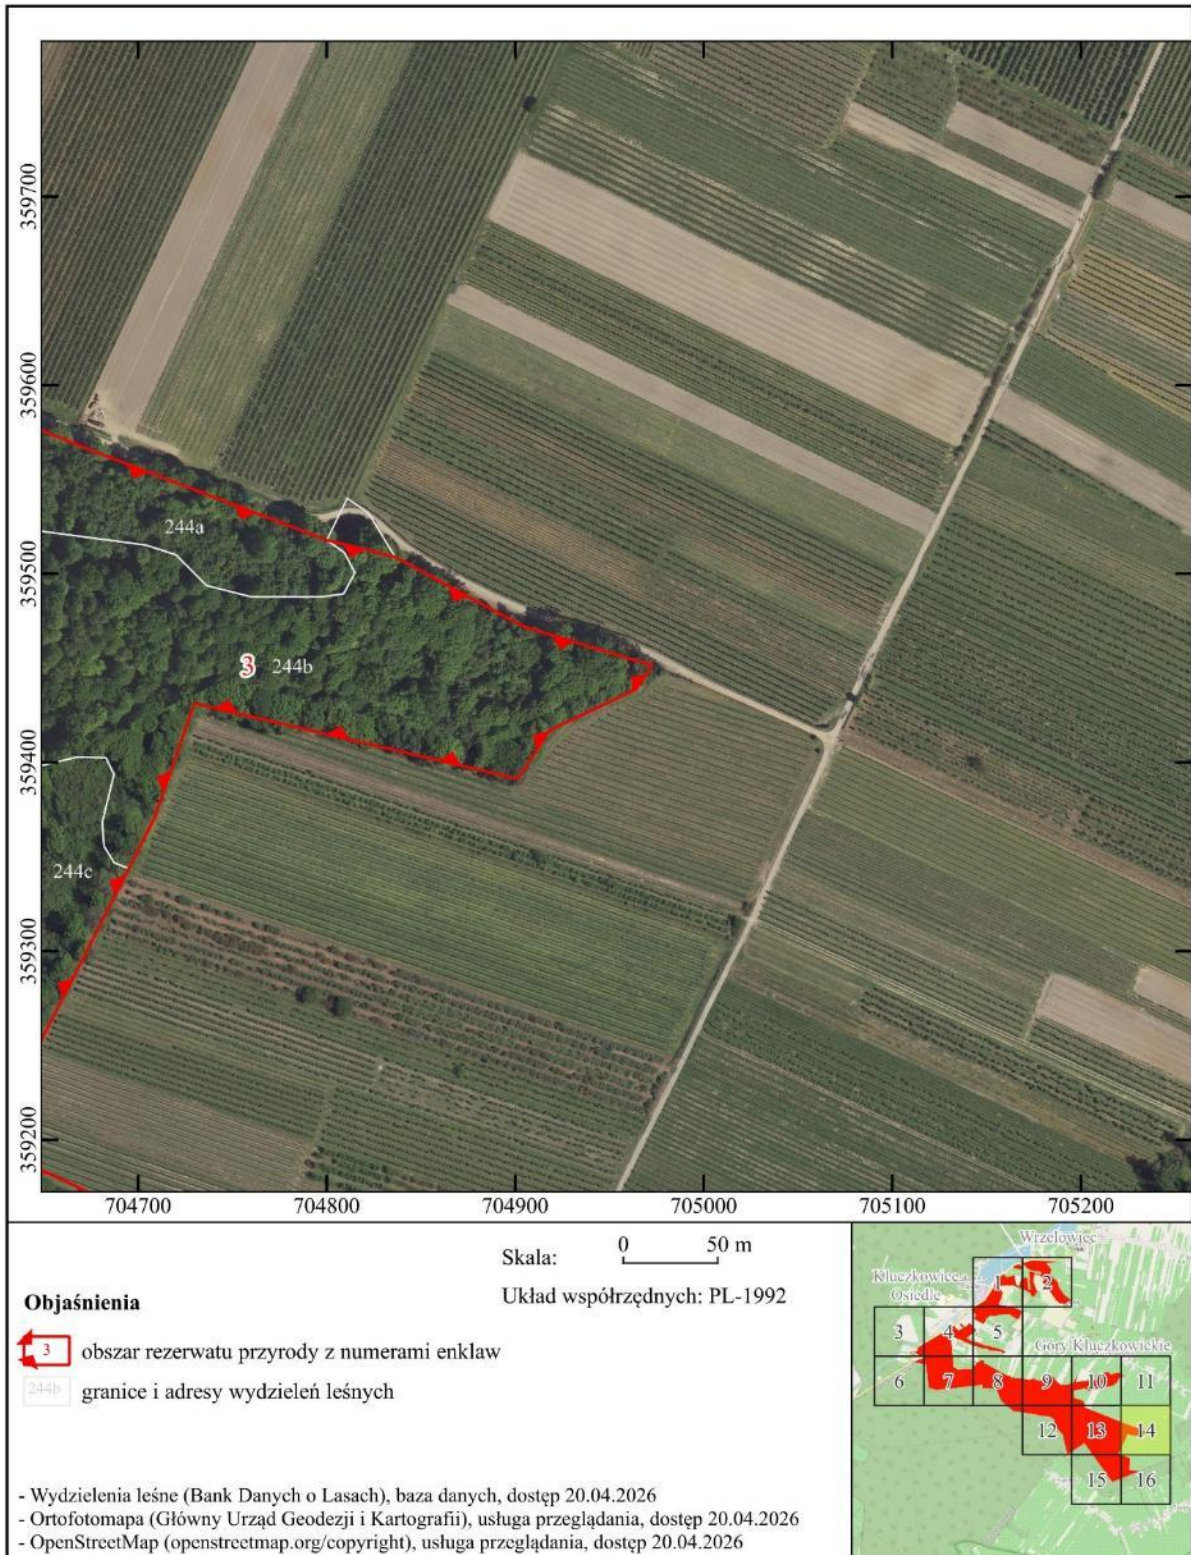 359700
359600
359500
359400
359300
359200
244a
3
244b
244c
704700
704800
704900
705000
705100
705200
Skala:
0
50 m
Układ współrzędnych: PL-1992
Objaśnienia
3
obszar rezerwatu przyrody z numerami enklaw
244b
granice i adresy wydzieleń leśnych
- Wydzielenia leśne (Bank Danych o Lasach), baza danych, dostęp 20.04.2026
- Ortofotomapa (Główny Urząd Geodezji i Kartografii), usługa przeglądania, dostęp 20.04.2026
- OpenStreetMap (openstreetmap.org/copyright), usługa przeglądania, dostęp 20.04.2026
Wrzelowiec
Kluczkowice
Osiedle
1
2
3
4
5
Góry Kluczkowickie
6
7
8
9
10
11
12
13
14
15
16